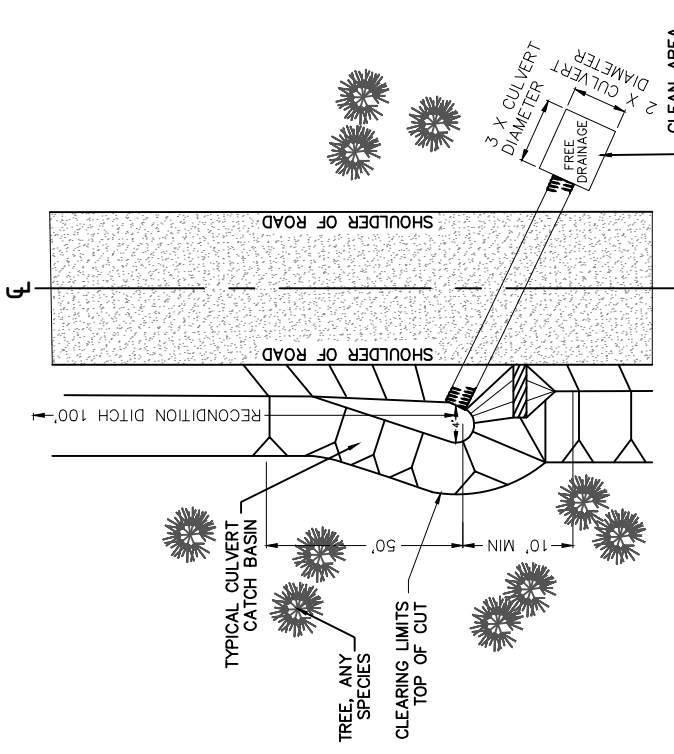 ℄
SHOULDER OF ROAD
SHOULDER OF ROAD
RECONDITION DITCH 100'
4'
50'
10' MIN
3 X CULVERT
DIAMETER
2 X CULVERT
DIAMETER
FREE
DRAINAGE
CLEAN AREA
TYPICAL CULVERT
CATCH BASIN
TREE, ANY
SPECIES
CLEARING LIMITS
TOP OF CUT